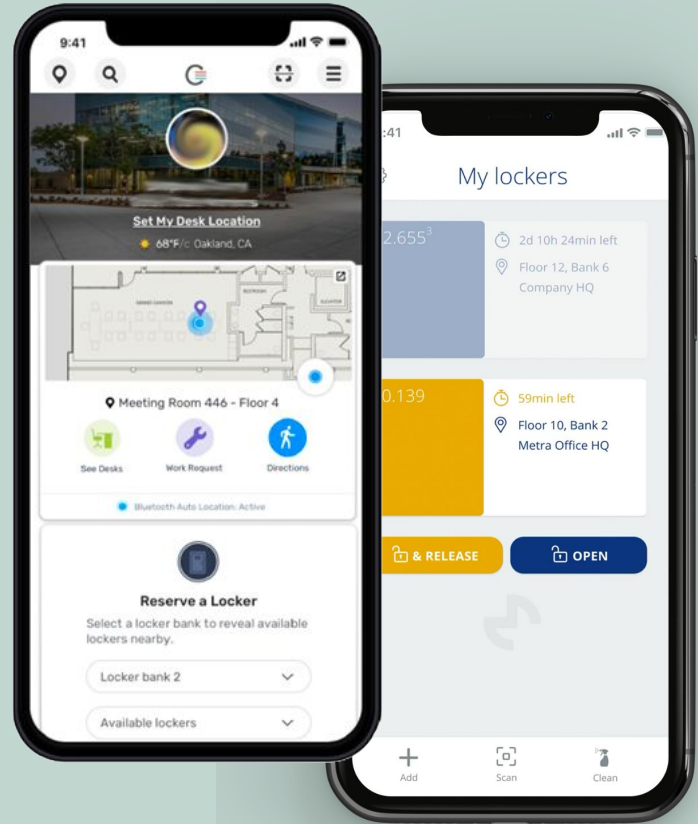 9:41
Set My Desk Location
68°F/c Oakland, CA
RESTROOM
ELEVATOR
Meeting Room 446 - Floor 4
See Desks
Work Request
Directions
Bluetooth Auto Location: Active
Reserve a Locker
Select a locker bank to reveal available
lockers nearby.
Locker bank 2
Available lockers
:41
My lockers
2.655³
2d 10h 24min left
Floor 12, Bank 6
Company HQ
0.139
59min left
Floor 10, Bank 2
Metra Office HQ
& RELEASE
OPEN
Add
Scan
Clean